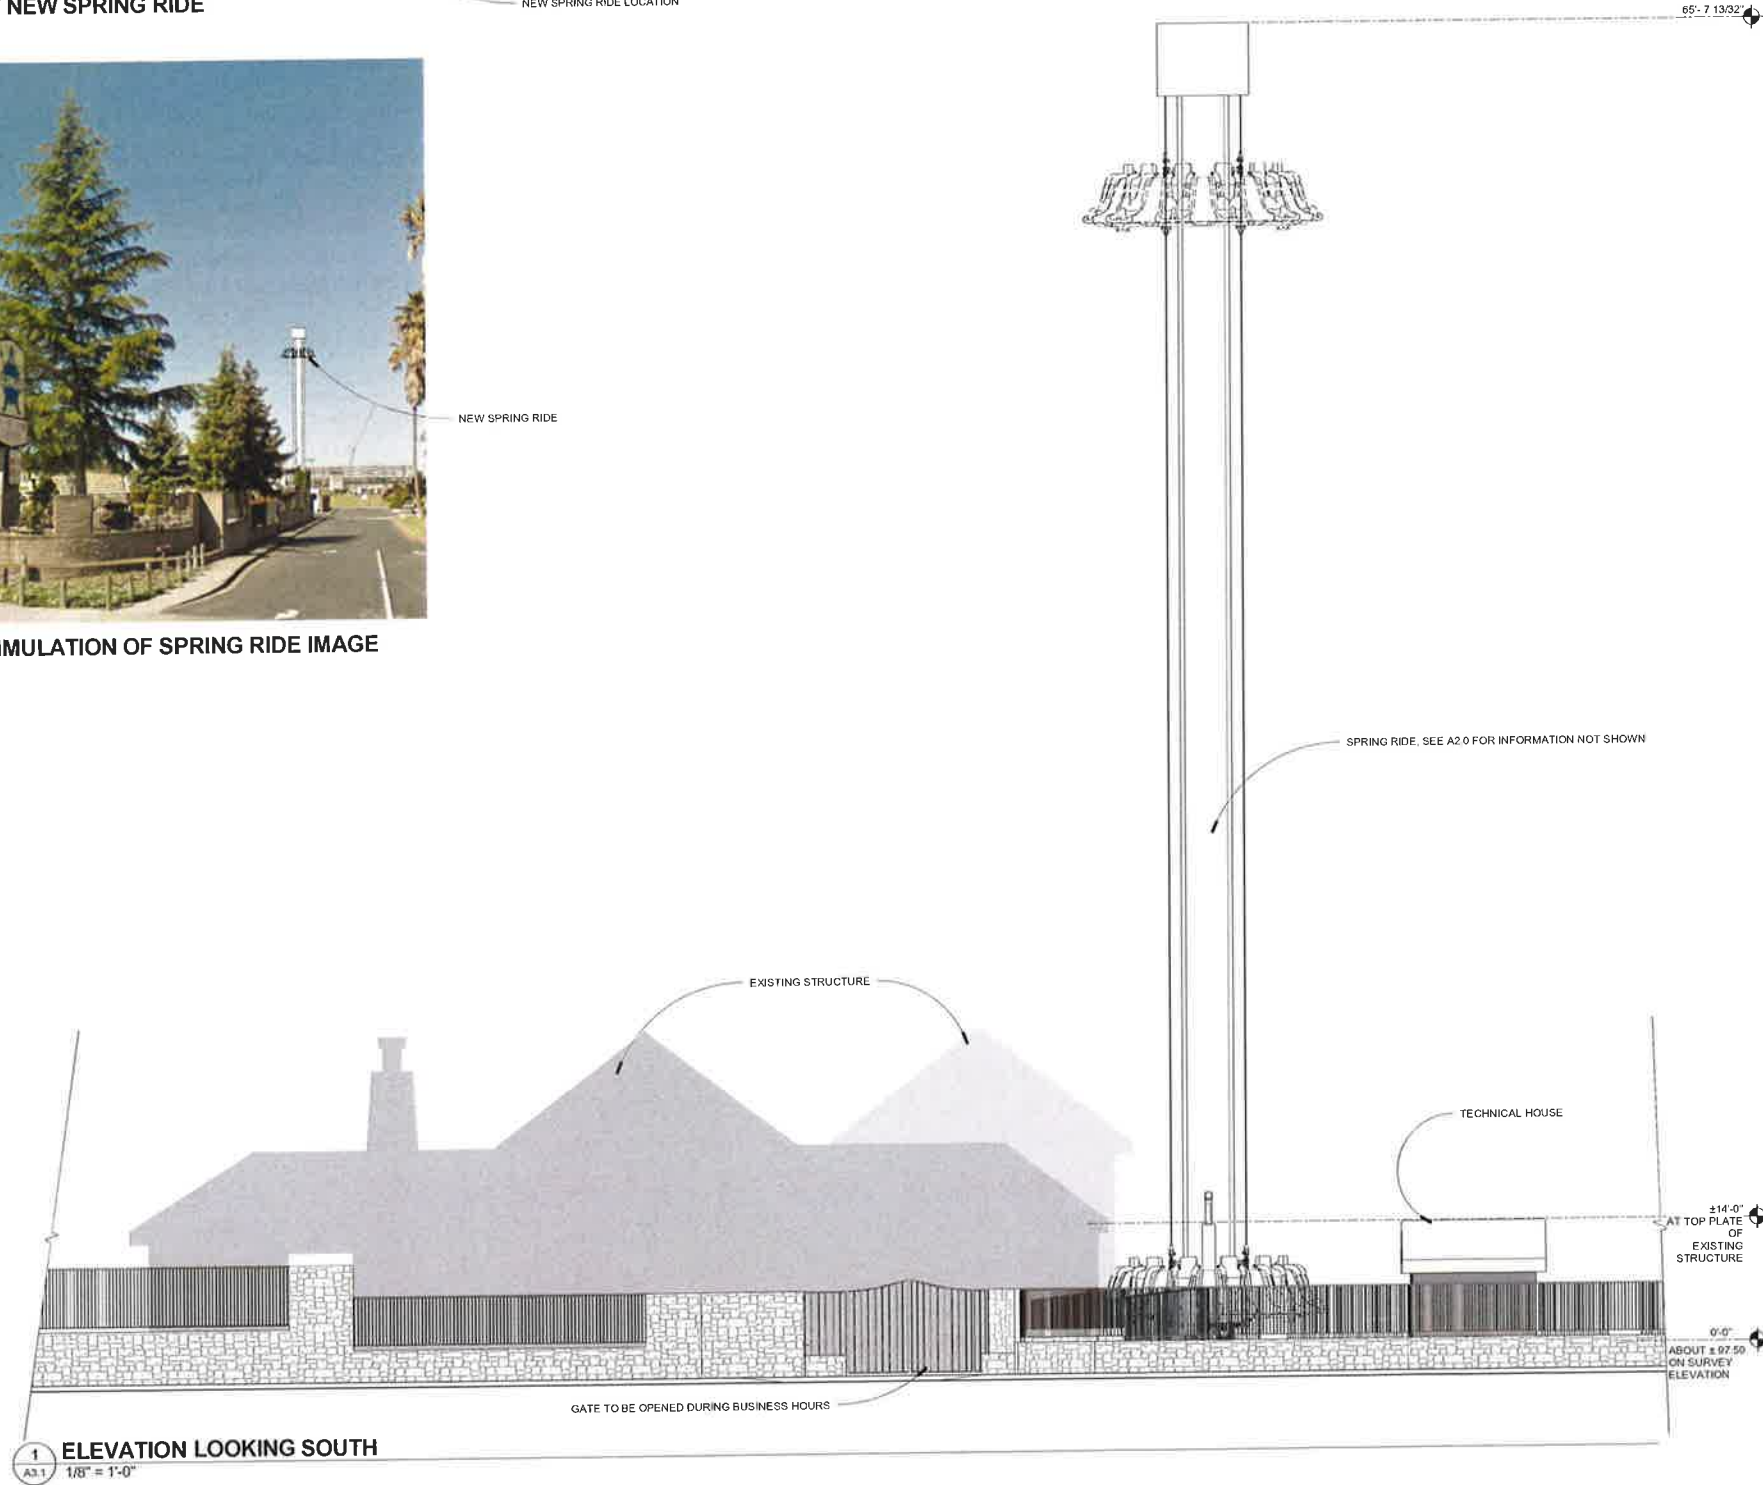 NEW SPRING RIDE
NEW SPRING RIDE LOCATION
65'- 7 13/32"
NEW SPRING RIDE
IMULATION OF SPRING RIDE IMAGE
SPRING RIDE, SEE A2.0 FOR INFORMATION NOT SHOWN
EXISTING STRUCTURE
TECHNICAL HOUSE
±14'-0"
AT TOP PLATE
OF
EXISTING
STRUCTURE
0'-0"
ABOUT ± 97.50
ON SURVEY
ELEVATION
GATE TO BE OPENED DURING BUSINESS HOURS
1
A3.1
ELEVATION LOOKING SOUTH
1/8" = 1'-0"